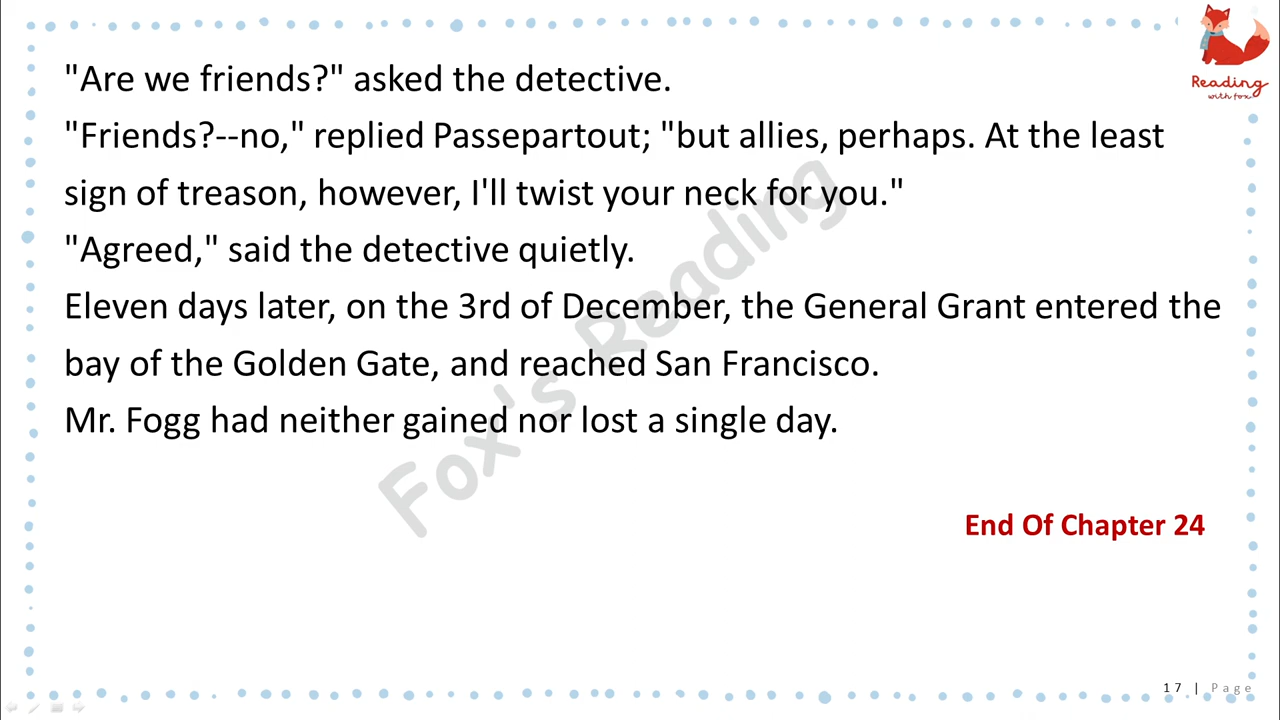 Reading
with fox
"Are we friends?" asked the detective.
"Friends?--no," replied Passepartout; "but allies, perhaps. At the least
sign of treason, however, I'll twist your neck for you."
"Agreed," said the detective quietly.
Eleven days later, on the 3rd of December, the General Grant entered the
bay of the Golden Gate, and reached San Francisco.
Mr. Fogg had neither gained nor lost a single day.
Fox's Reading
End Of Chapter 24
17 | Page